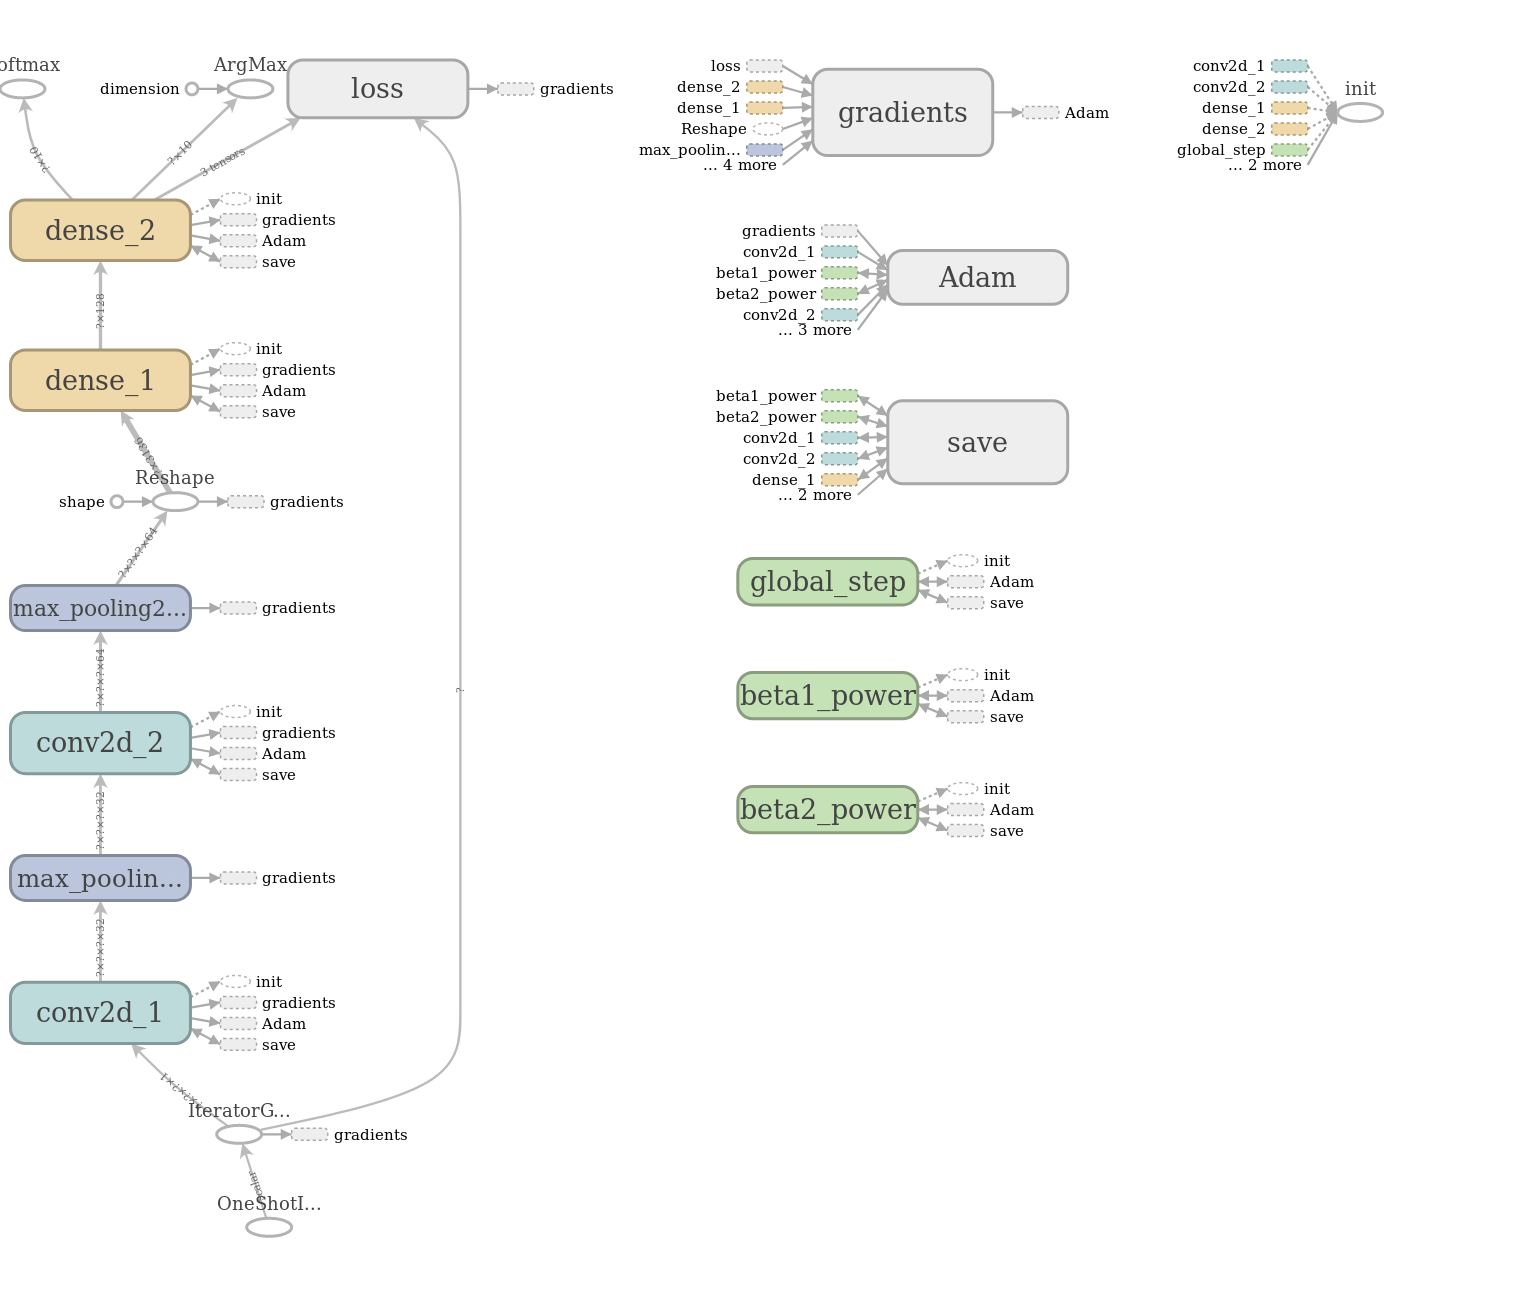 oftmax
ArgMax
dimension
loss
gradients
?×10
?×10
3 tensors
dense_2
init
gradients
Adam
save
?×128
dense_1
init
gradients
Adam
save
?×3136
Reshape
shape
gradients
?×?×?×64
max_pooling2...
gradients
?×?×?×64
conv2d_2
init
gradients
Adam
save
?×?×?×32
max_poolin...
gradients
?×?×?×32
conv2d_1
init
gradients
Adam
save
?×?×?×1
?
IteratorG...
gradients
scalar
OneShotI...
loss
dense_2
dense_1
Reshape
max_poolin...
... 4 more
gradients
Adam
gradients
conv2d_1
beta1_power
beta2_power
conv2d_2
... 3 more
Adam
beta1_power
beta2_power
conv2d_1
conv2d_2
dense_1
... 2 more
save
global_step
init
Adam
save
beta1_power
init
Adam
save
beta2_power
init
Adam
save
conv2d_1
conv2d_2
dense_1
dense_2
global_step
... 2 more
init